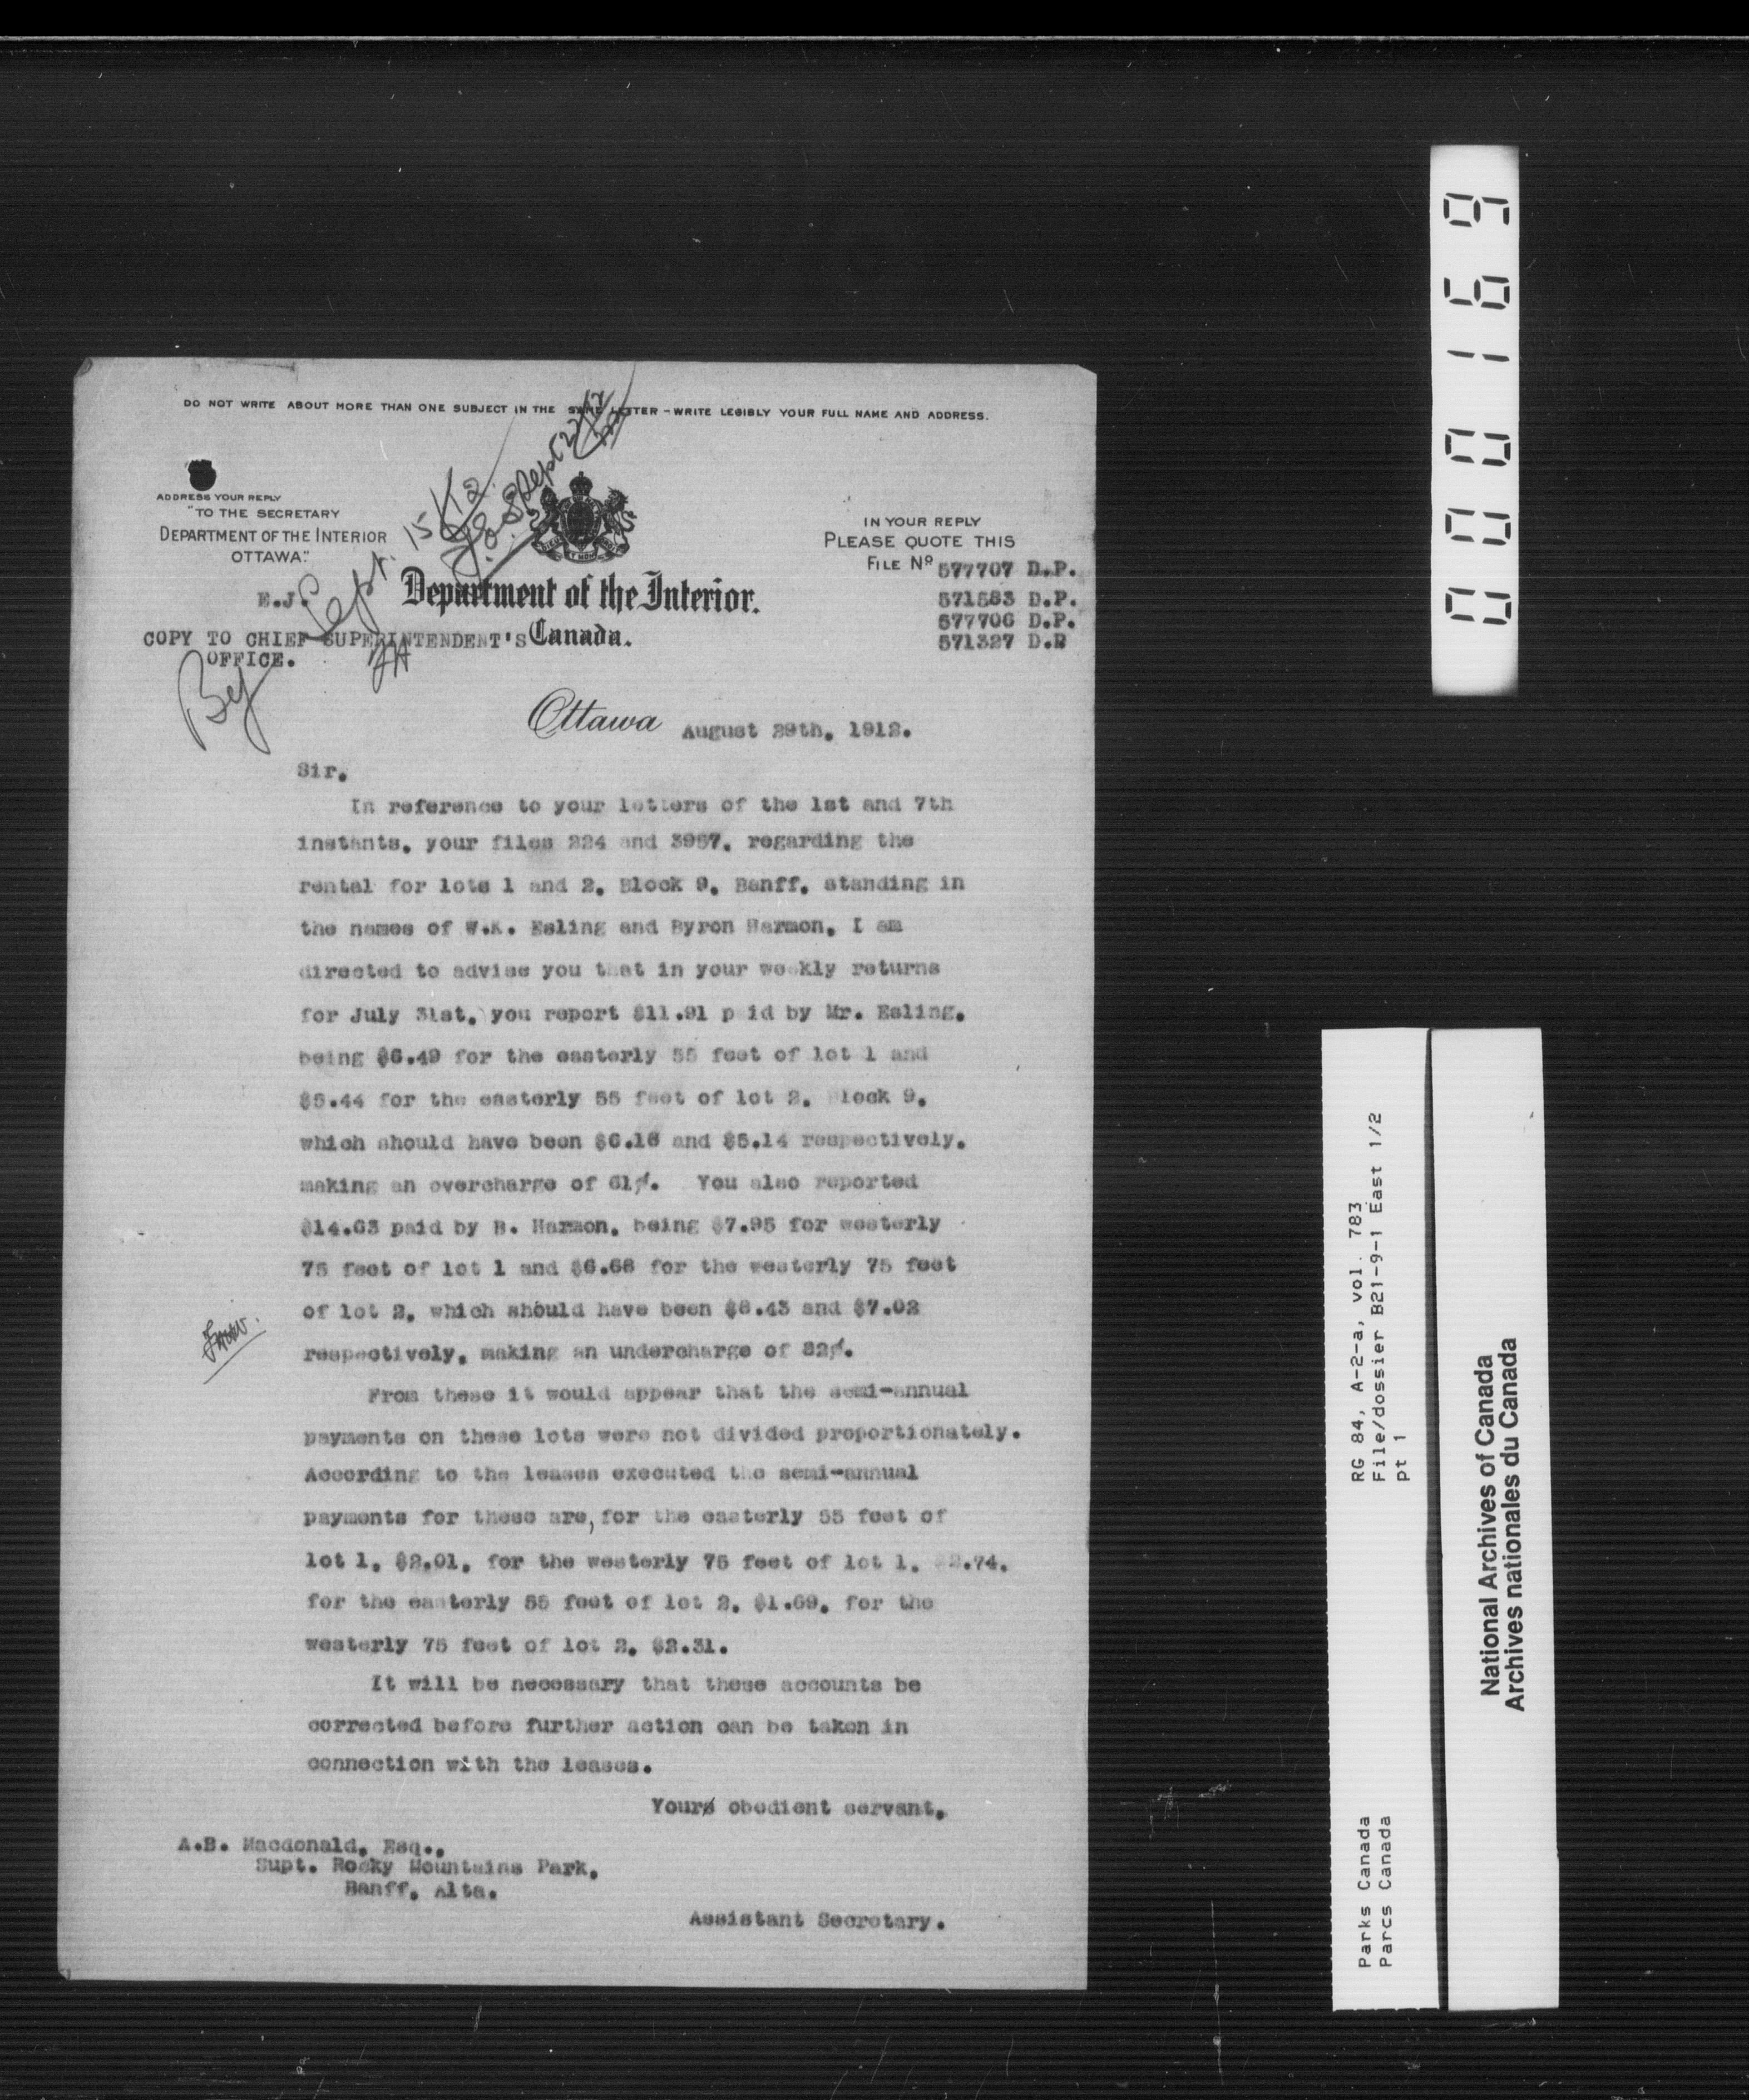 DO NOT WRITE ABOUT MORE THAN ONE SUBJECT IN THE SAME LETTER - WRITE LEGIBLY YOUR FULL NAME AND ADDRESS.
ADDRESS YOUR REPLY
"TO THE SECRETARY
DEPARTMENT OF THE INTERIOR
OTTAWA."
IN YOUR REPLY
PLEASE QUOTE THIS
FILE No 577707 D.P.
571583 D.P.
577706 D.P.
571327 D.P
Sept. 15/12
Sept 22/12
E.J.
Department of the Interior.
COPY TO CHIEF SUPERINTENDENT'S
OFFICE.
Canada.
Ottawa August 29th, 1912.
Sir,
In reference to your letters of the 1st and 7th
instants, your files 224 and 3967, regarding the
rental for lots 1 and 2, Block 9, Banff, standing in
the names of W.K. Esling and Byron Harmon, I am
directed to advise you that in your weekly returns
for July 31st, you report $11.91 paid by Mr. Esling,
being $6.49 for the easterly 55 feet of lot 1 and
$5.44 for the easterly 55 feet of lot 2, Block 9,
which should have been $6.18 and $5.14 respectively,
making an overcharge of 61¢. You also reported
$14.63 paid by B. Harmon, being $7.95 for westerly
75 feet of lot 1 and $6.68 for the westerly 75 feet
of lot 2, which should have been $8.43 and $7.02
respectively, making an undercharge of 82¢.
From these it would appear that the semi-annual
payments on these lots were not divided proportionately.
According to the leases executed the semi-annual
payments for these are, for the easterly 55 feet of
lot 1, $2.01, for the westerly 75 feet of lot 1, $2.74,
for the easterly 55 feet of lot 2, $1.69, for the
westerly 75 feet of lot 2, $2.31.
It will be necessary that these accounts be
corrected before further action can be taken in
connection with the leases.
Your obedient servant,
A.B. Macdonald, Esq.,
Supt. Rocky Mountains Park,
Banff, Alta.
Assistant Secretary.
000169
RG 84, A-2-a, vol. 783
File/dossier B21-9-1 East 1/2
pt 1
Parks Canada
Parcs Canada
National Archives of Canada
Archives nationales du Canada